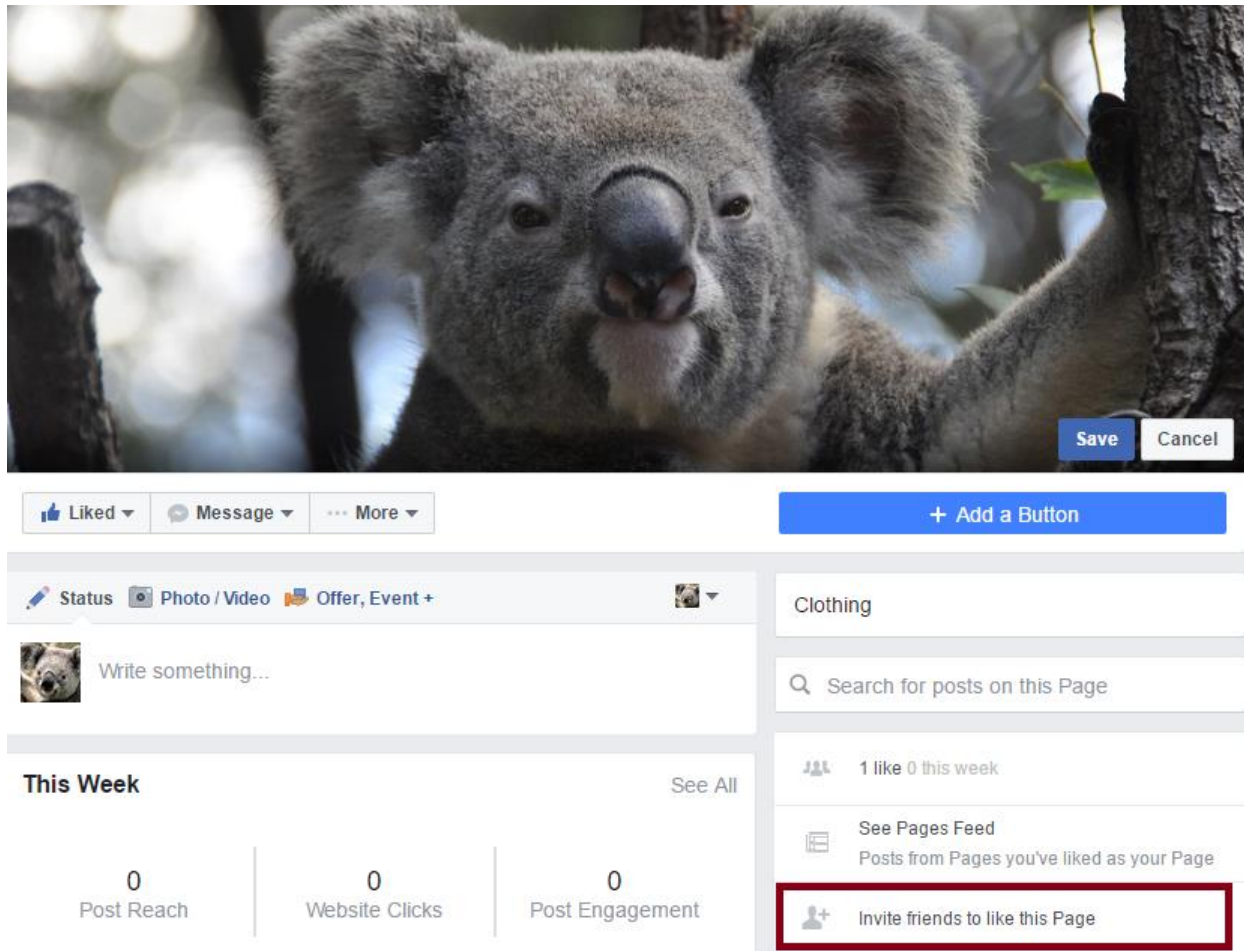 Save Cancel
Liked Message More
+ Add a Button
Status Photo / Video Offer, Event +
Write something...
Clothing
Search for posts on this Page
This Week See All
0 0 0
Post Reach Website Clicks Post Engagement
1 like 0 this week
See Pages Feed
Posts from Pages you've liked as your Page
Invite friends to like this Page